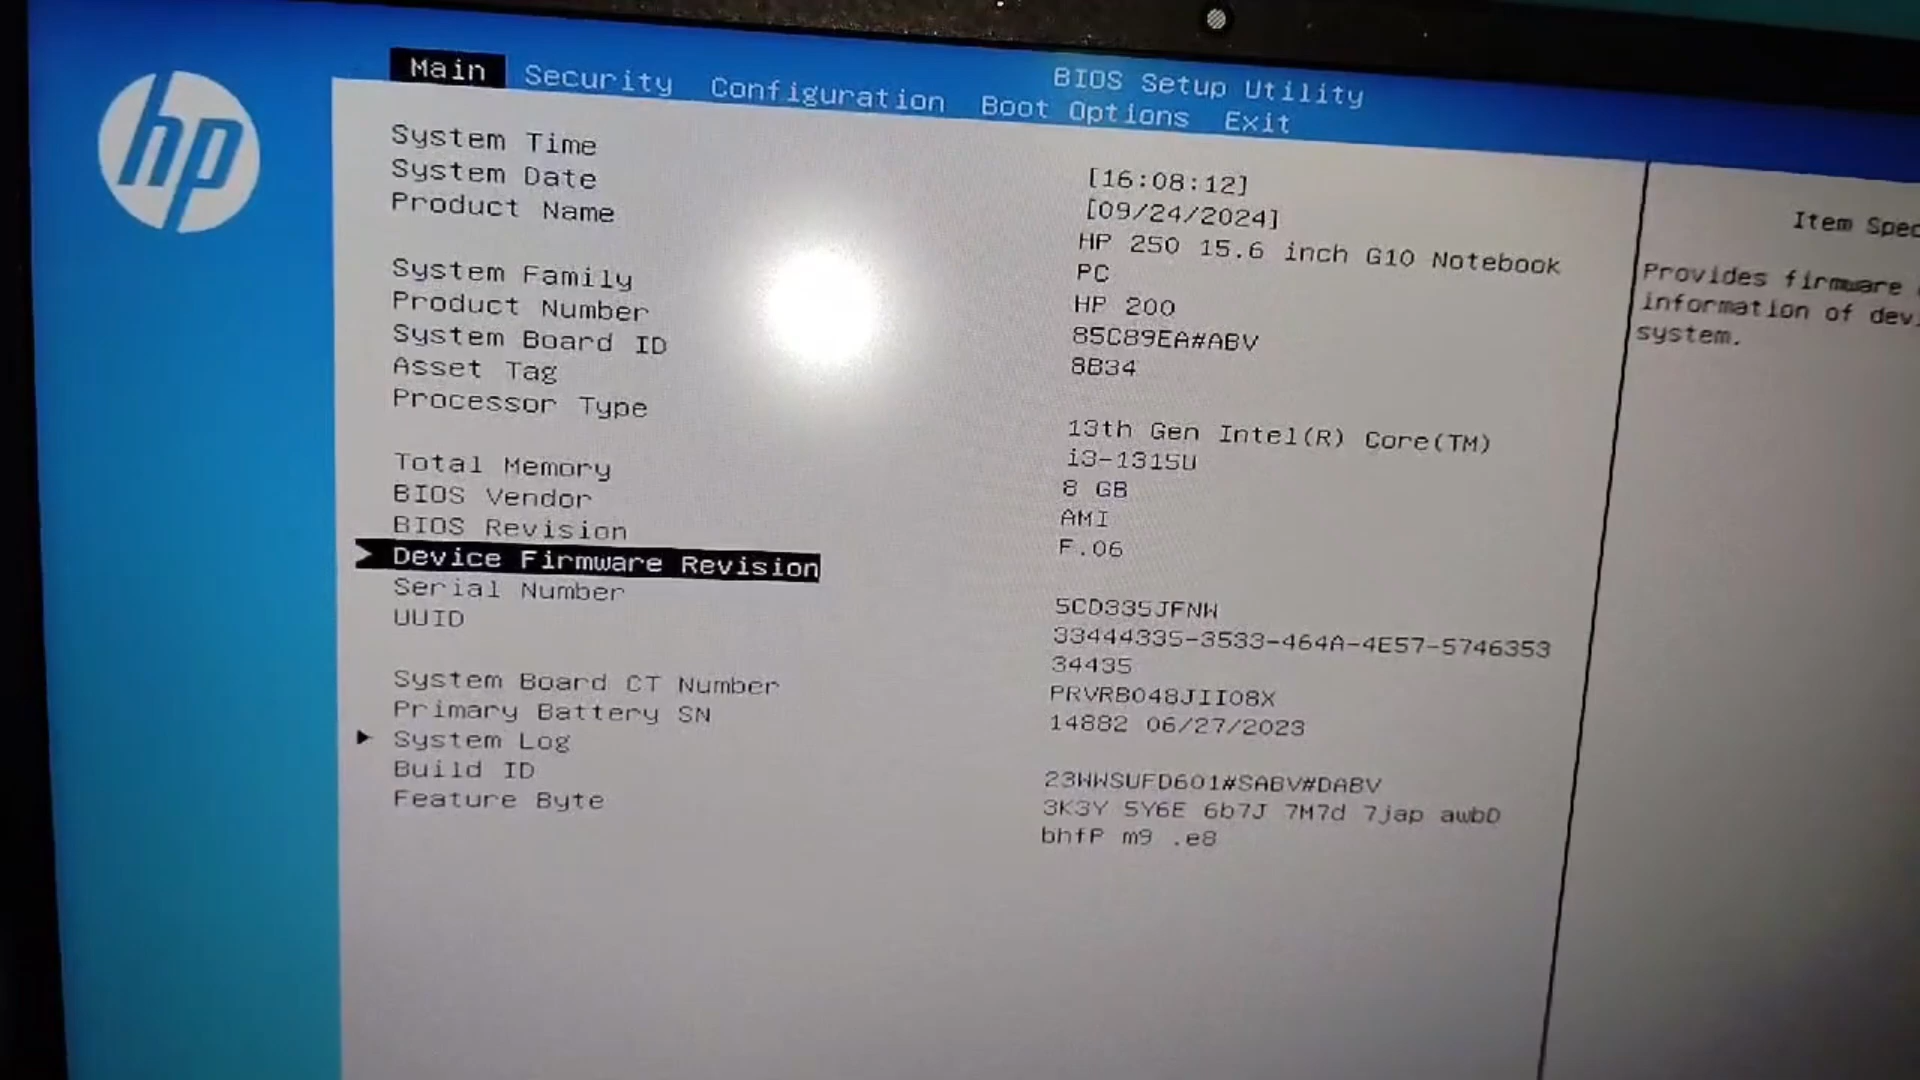 hp
BIOS Setup Utility
Main Security Configuration Boot Options Exit
System Time [16:08:12]
System Date [09/24/2024]
Product Name HP 250 15.6 inch G10 Notebook
PC
System Family HP 200
Product Number 85C89EA#ABV
System Board ID 8B34
Asset Tag
Processor Type 13th Gen Intel(R) Core(TM)
i3-1315U
Total Memory 8 GB
BIOS Vendor AMI
BIOS Revision F.06
Device Firmware Revision
Serial Number 5CD335JFNW
UUID 33444335-3533-464A-4E57-5746353
34435
System Board CT Number PRVRB048JII08X
Primary Battery SN 14882 06/27/2023
System Log
Build ID 23WWSUFD601#SABV#DABV
Feature Byte 3K3Y 5Y6E 6b7J 7M7d 7jap awbD
bhfP m9 .e8
Item
Provides firmware
information of
system.